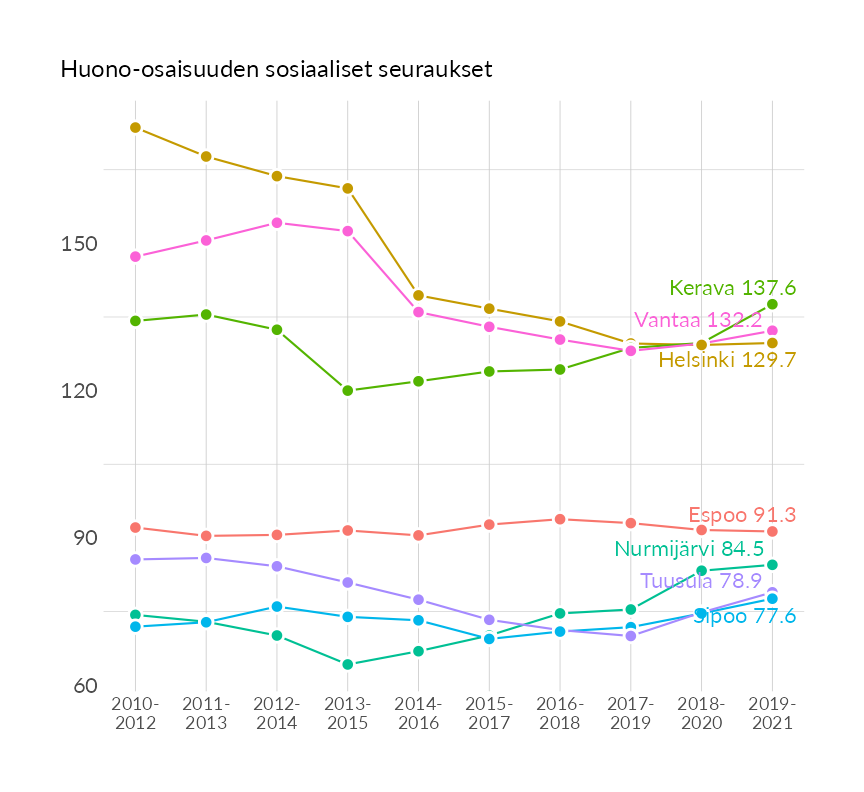 Huono-osaisuuden sosiaaliset seuraukset
150
120
90
60
Kerava 137.6
Vantaa 132.2
Helsinki 129.7
Espoo 91.3
Nurmijärvi 84.5
Tuusula 78.9
Sipoo 77.6
2010- 2011- 2012- 2013- 2014- 2015- 2016- 2017- 2018- 2019-
2012 2013 2014 2015 2016 2017 2018 2019 2020 2021